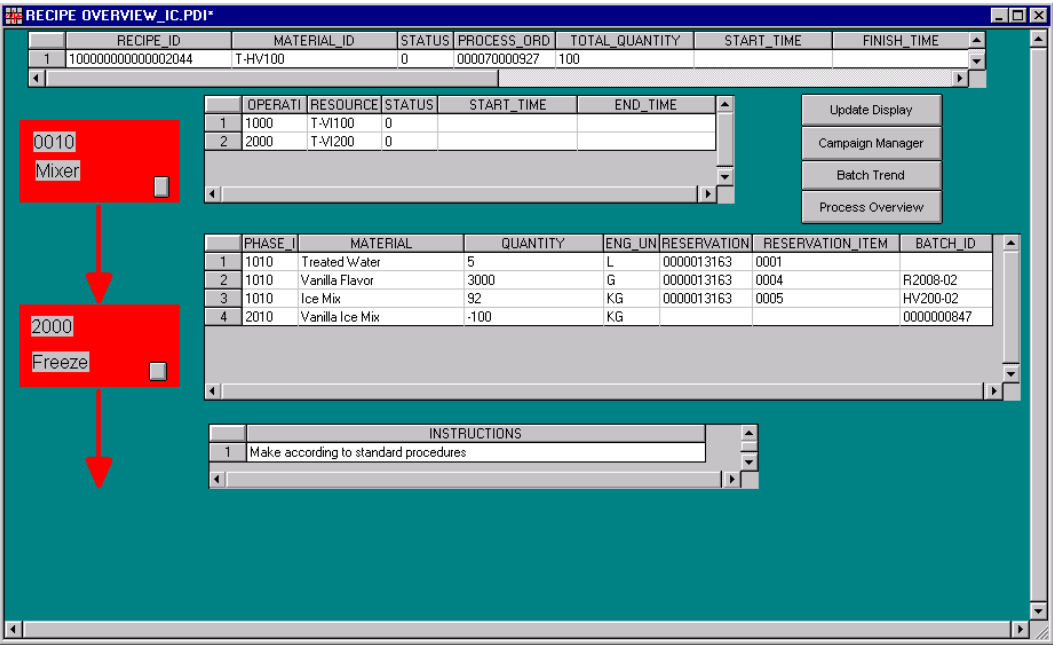 RECIPE OVERVIEW_IC.PDI*
RECIPE_ID MATERIAL_ID STATUS PROCESS_ORD TOTAL_QUANTITY START_TIME FINISH_TIME
1 100000000000002044 T-HV100 0 000070000927 100
OPERATI RESOURCE STATUS START_TIME END_TIME
1 1000 T-VI100 0
2 2000 T-VI200 0
Update Display
Campaign Manager
Batch Trend
Process Overview
0010
Mixer
PHASE_I MATERIAL QUANTITY ENG_UN RESERVATION RESERVATION_ITEM BATCH_ID
1 1010 Treated Water 5 L 0000013163 0001
2 1010 Vanilla Flavor 3000 G 0000013163 0004 R2008-02
3 1010 Ice Mix 92 KG 0000013163 0005 HV200-02
4 2010 Vanilla Ice Mix -100 KG 0000000847
2000
Freeze
INSTRUCTIONS
1 Make according to standard procedures